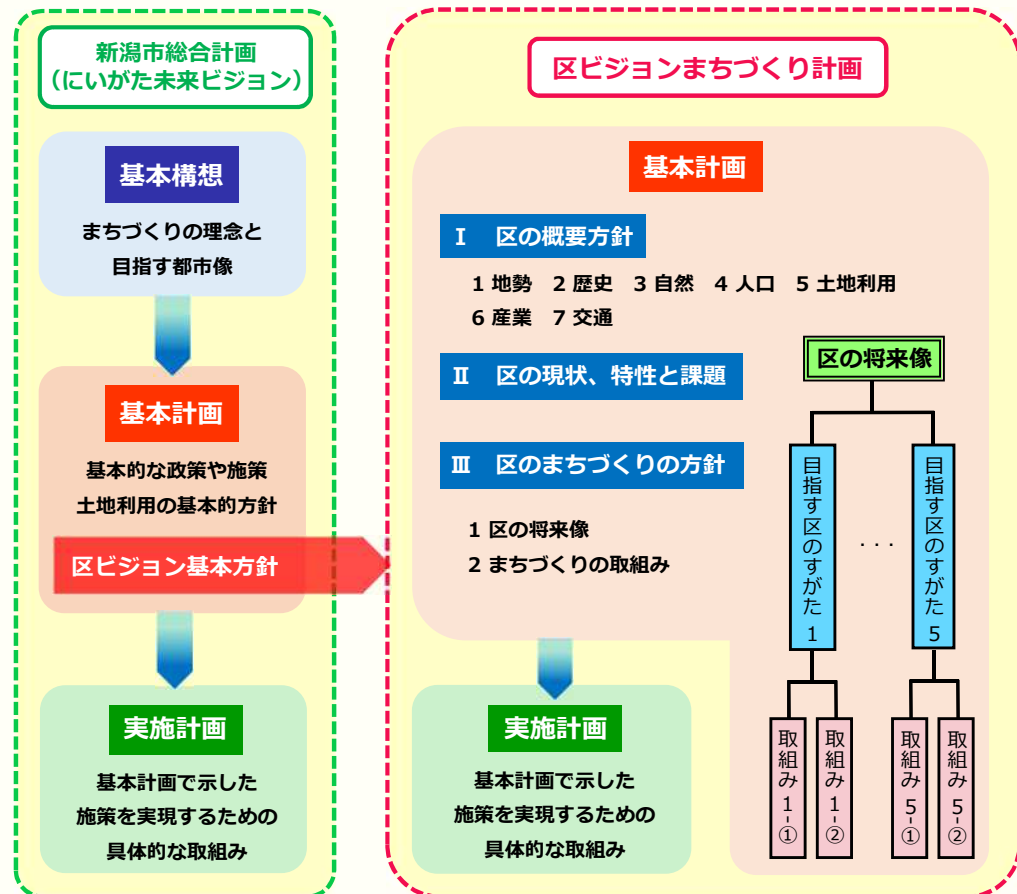 新潟市総合計画
（にいがた未来ビジョン）
基本構想
まちづくりの理念と
目指す都市像
基本計画
基本的な政策や施策
土地利用の基本的方針
区ビジョン基本方針
実施計画
基本計画で示した
施策を実現するための
具体的な取組み
区ビジョンまちづくり計画
基本計画
Ⅰ 区の概要方針
1 地勢 2 歴史 3 自然 4 人口 5 土地利用
6 産業 7 交通
Ⅱ 区の現状、特性と課題
Ⅲ 区のまちづくりの方針
1 区の将来像
2 まちづくりの取組み
実施計画
基本計画で示した
施策を実現するための
具体的な取組み
区の将来像
目指す区のすがた 1
・・・
目指す区のすがた 5
取組み 1-①
取組み 1-②
取組み 5-①
取組み 5-②